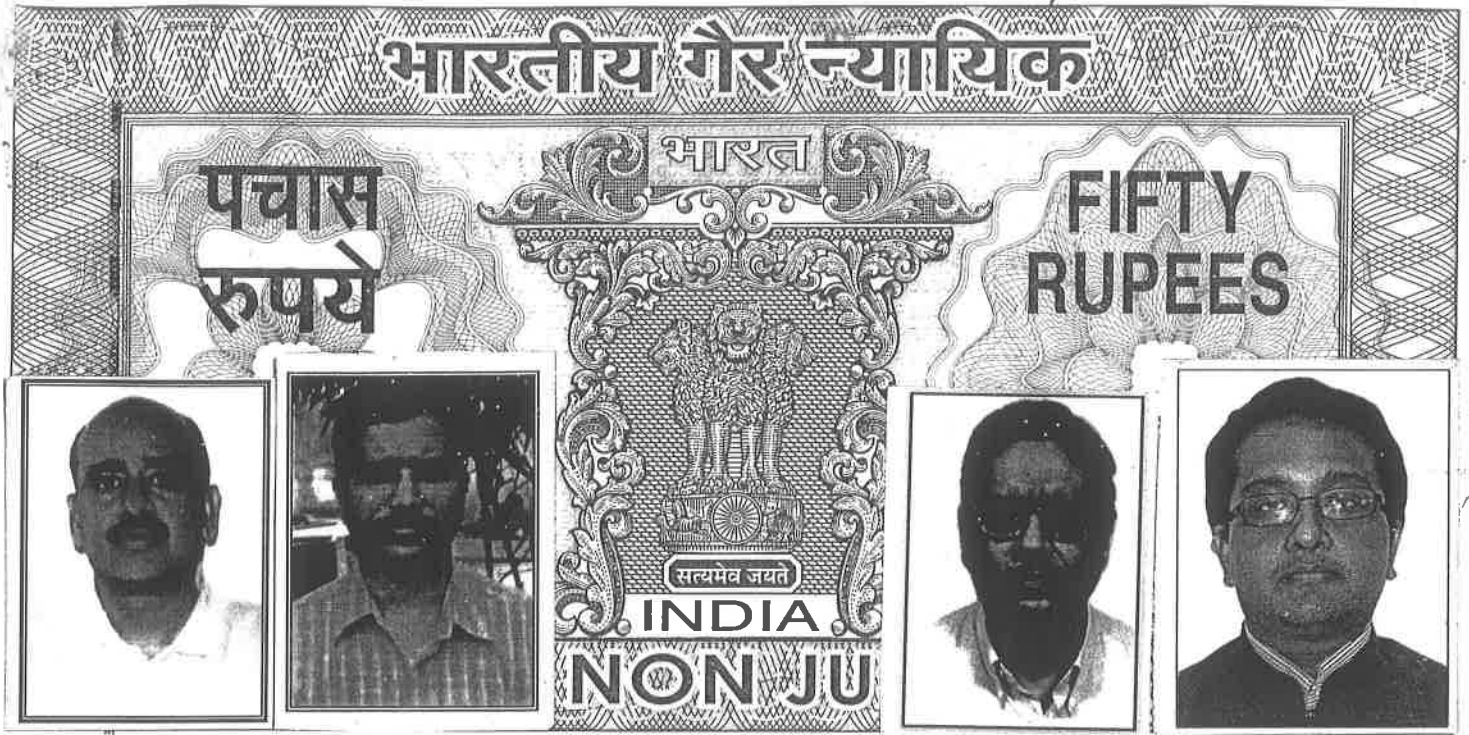 भारतीय गैर न्यायिक
भारत
पचास
रुपये
FIFTY
RUPEES
सत्यमेव जयते
INDIA
NON JU